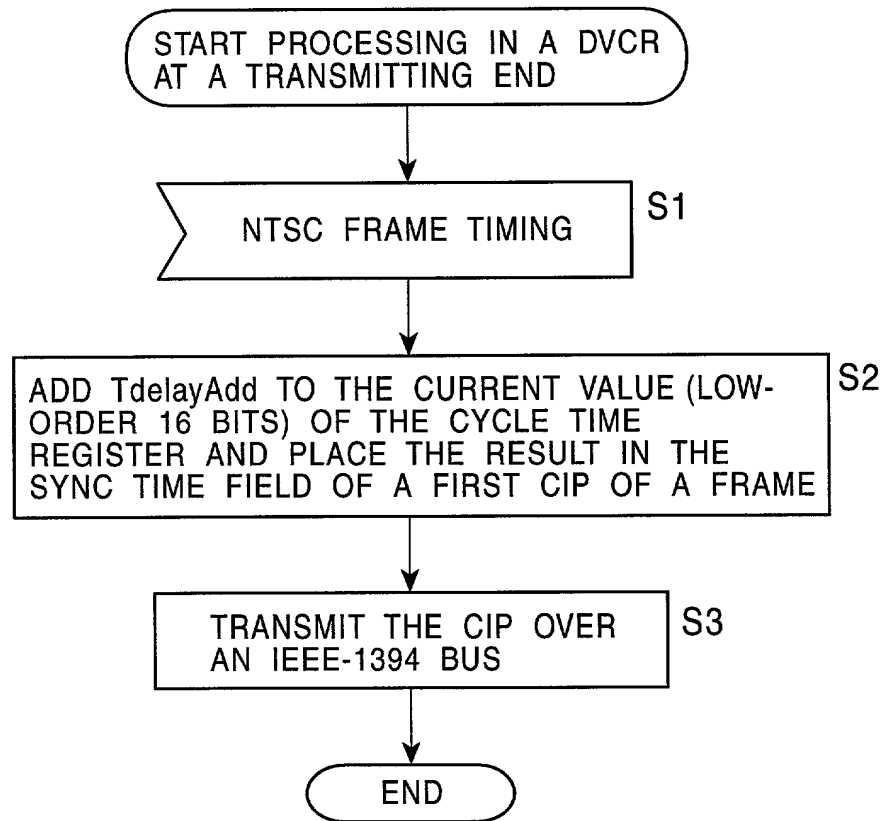 START PROCESSING IN A DVCR
AT A TRANSMITTING END
NTSC FRAME TIMING
S1
ADD TdelayAdd TO THE CURRENT VALUE (LOW-
ORDER 16 BITS) OF THE CYCLE TIME
REGISTER AND PLACE THE RESULT IN THE
SYNC TIME FIELD OF A FIRST CIP OF A FRAME
S2
TRANSMIT THE CIP OVER
AN IEEE-1394 BUS
S3
END